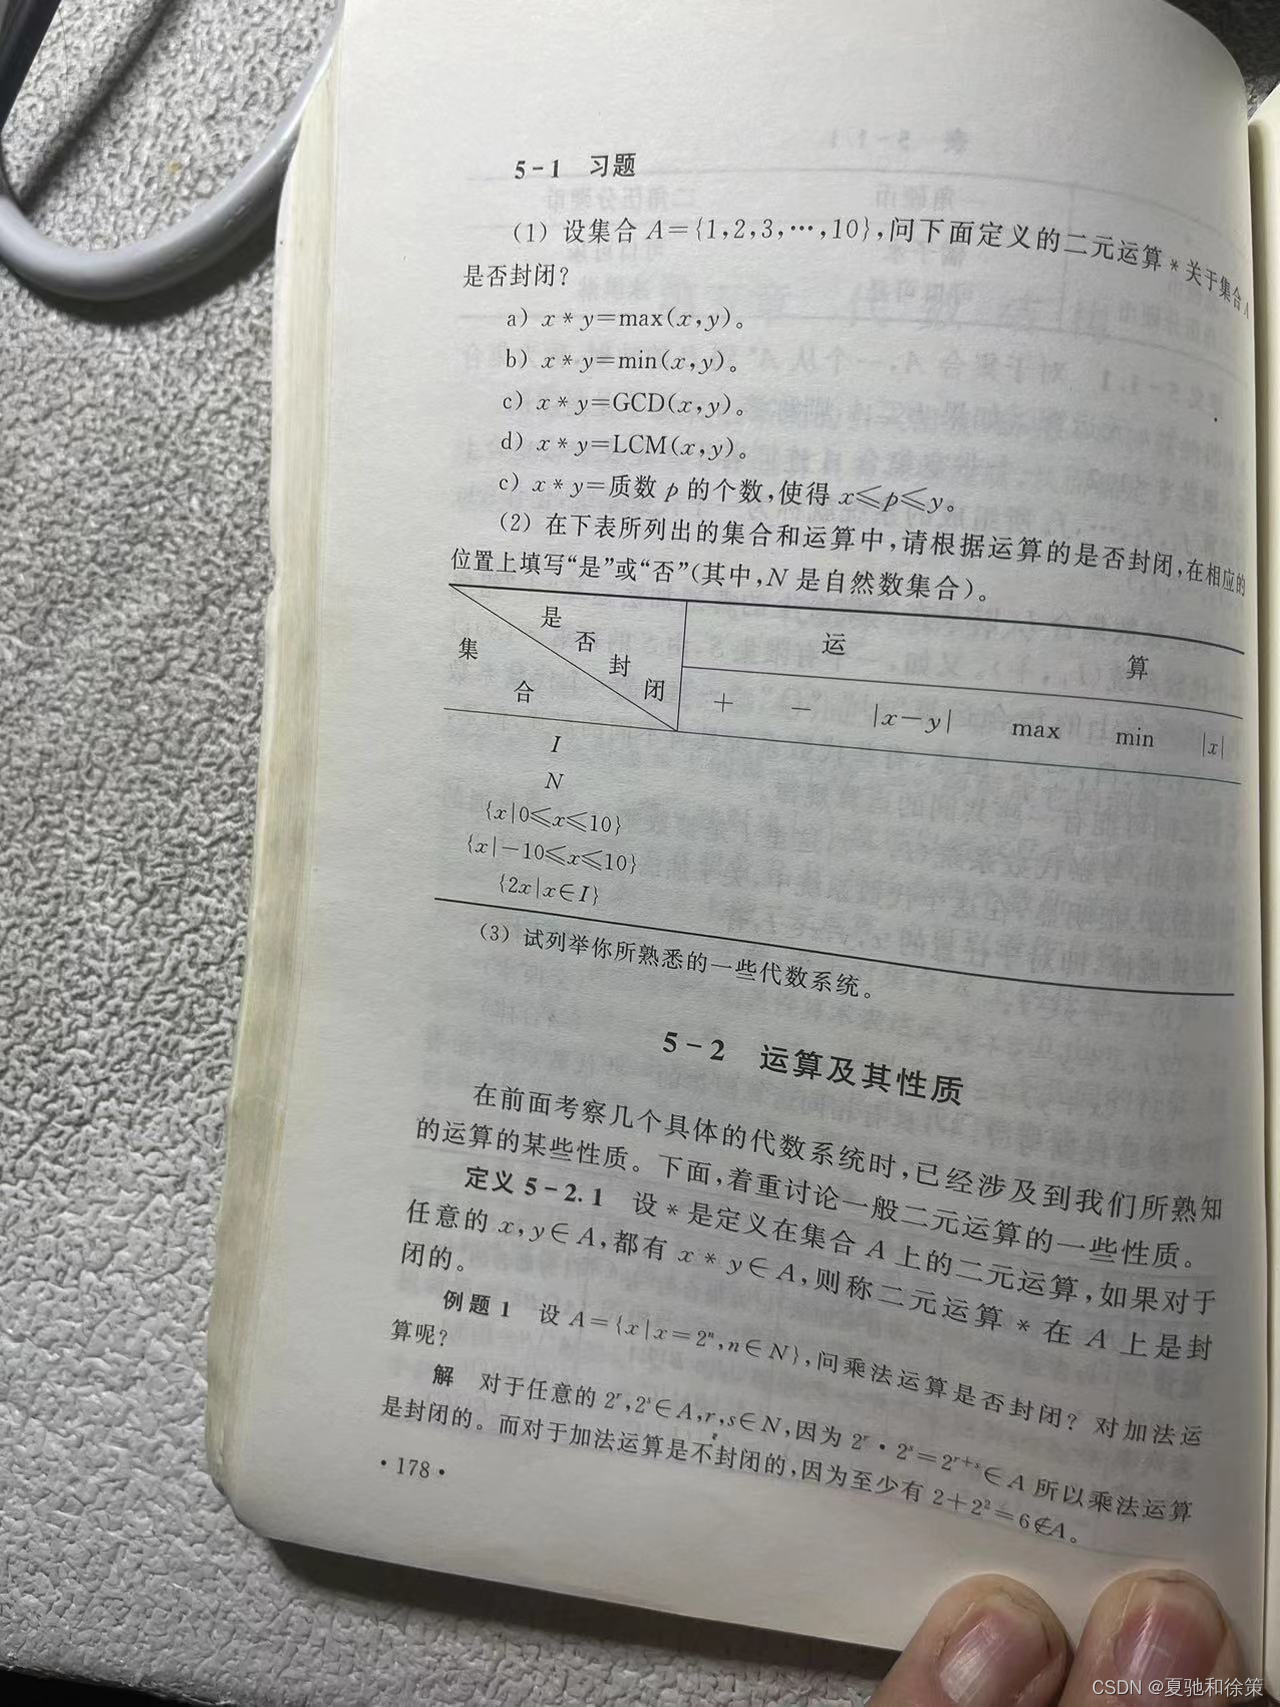 5-1 习题
(1) 设集合 A={1,2,3,…,10},问下面定义的二元运算 * 关于集合 A
是否封闭?
a) x * y=max(x,y)。
b) x * y=min(x,y)。
c) x * y=GCD(x,y)。
d) x * y=LCM(x,y)。
c) x * y=质数 p 的个数,使得 x≤p≤y。
(2) 在下表所列出的集合和运算中,请根据运算的是否封闭,在相应的
位置上填写“是”或“否”(其中,N 是自然数集合)。
是否封闭
集合
运 算
+ - |x-y| max min |x|
I
N
{x|0≤x≤10}
{x|-10≤x≤10}
{2x|x∈I}
(3) 试列举你所熟悉的一些代数系统。
5-2 运算及其性质
在前面考察几个具体的代数系统时,已经涉及到我们所熟知
的运算的某些性质。下面,着重讨论一般二元运算的一些性质。
定义 5-2.1 设 * 是定义在集合 A 上的二元运算,如果对于
任意的 x,y∈A,都有 x * y∈A,则称二元运算 * 在 A 上是封
闭的。
例题 1 设 A={x|x=2ⁿ,n∈N},问乘法运算是否封闭?对加法运
算呢?
解 对于任意的 2ʳ,2ˢ∈A,r,s∈N,因为 2ʳ·2ˢ=2ʳ⁺ˢ∈A 所以乘法运算
是封闭的。而对于加法运算是不封闭的,因为至少有 2+2²=6∉A。
·178·
CSDN @夏驰和徐策